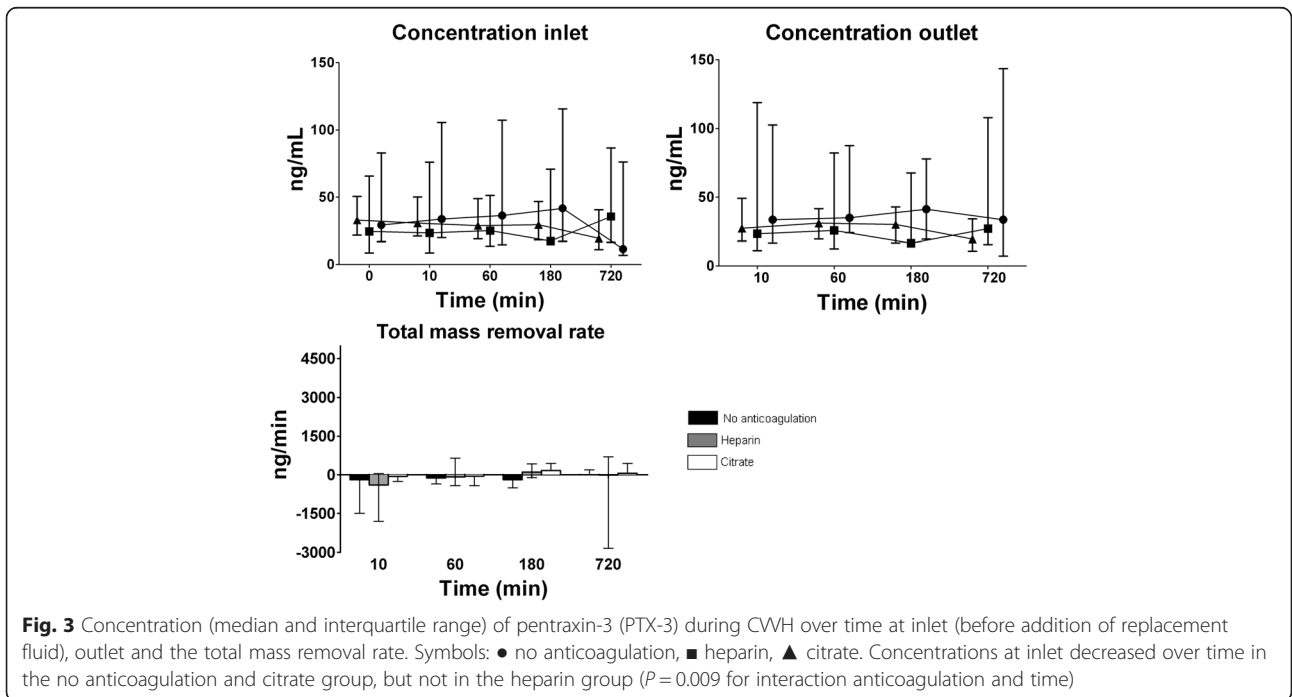 Concentration inlet
150
100
50
0
ng/mL
0 10 60 180 720
Time (min)
Concentration outlet
150
100
50
0
ng/mL
10 60 180 720
Time (min)
Total mass removal rate
4500
3000
1500
0
-1500
-3000
ng/min
10 60 180 720
Time (min)
No anticoagulation
Heparin
Citrate
Fig. 3 Concentration (median and interquartile range) of pentraxin-3 (PTX-3) during CVVH over time at inlet (before addition of replacement
fluid), outlet and the total mass removal rate. Symbols: ● no anticoagulation, ■ heparin, ▲ citrate. Concentrations at inlet decreased over time in
the no anticoagulation and citrate group, but not in the heparin group (P = 0.009 for interaction anticoagulation and time)